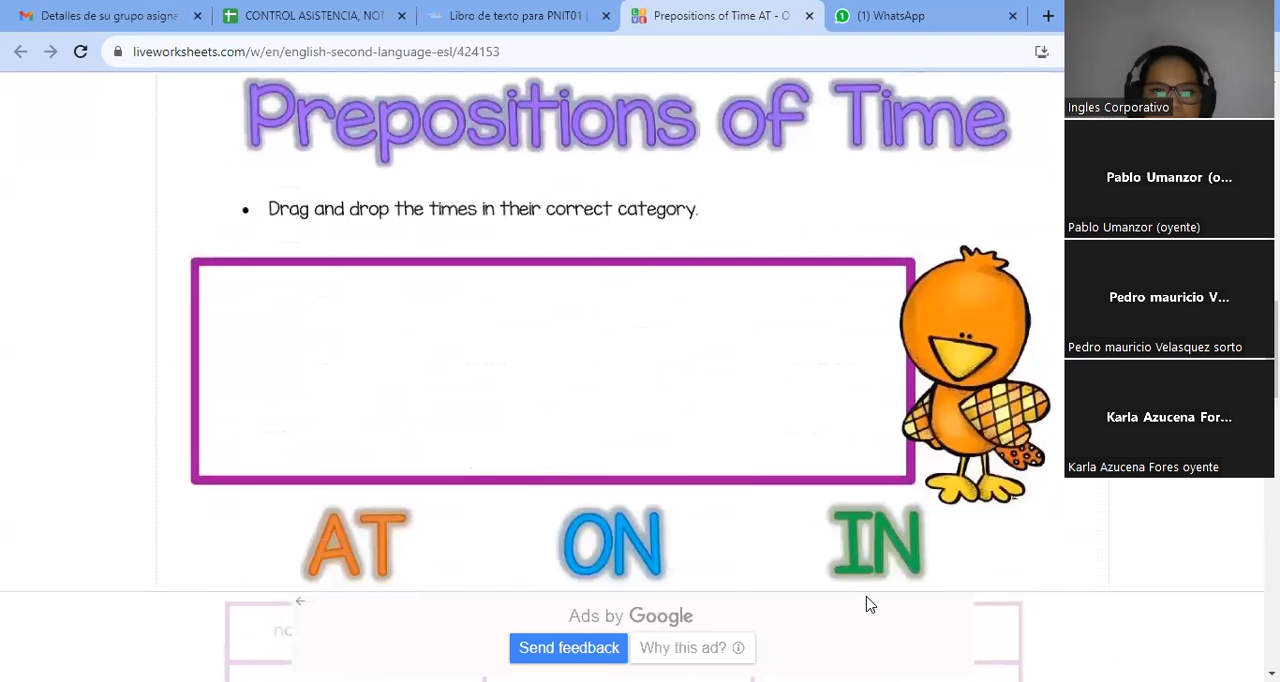 Detalles de su grupo asigna
CONTROL ASISTENCIA, NOT
Libro de texto para PNIT01 |
Prepositions of Time AT - O
(1) WhatsApp
liveworksheets.com/w/en/english-second-language-esl/424153
Prepositions of Time
Drag and drop the times in their correct category.
AT
ON
IN
Ads by Google
Send feedback
Why this ad?
Ingles Corporativo
Pablo Umanzor (o...
Pablo Umanzor (oyente)
Pedro mauricio V...
Pedro mauricio Velasquez sorto
Karla Azucena For...
Karla Azucena Fores oyente